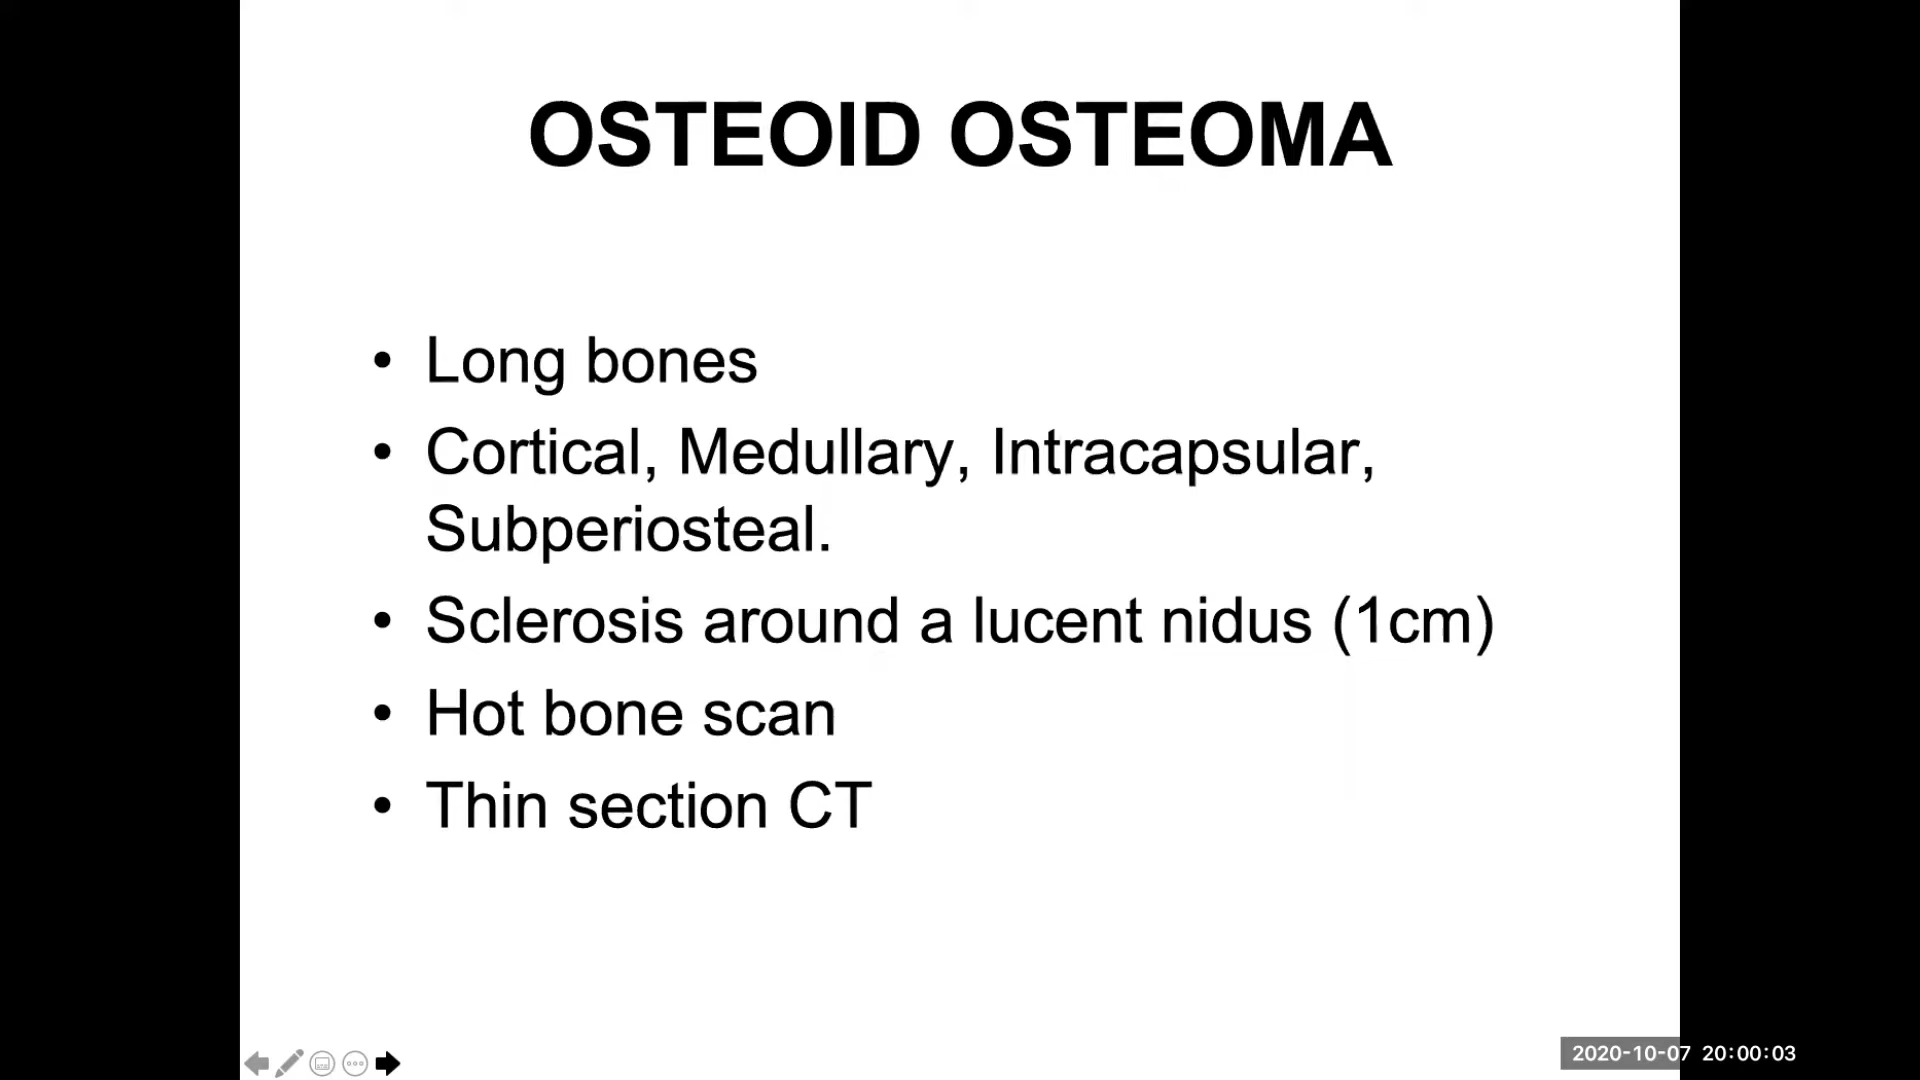 OSTEOID OSTEOMA
• Long bones
• Cortical, Medullary, Intracapsular,
Subperiosteal.
• Sclerosis around a lucent nidus (1cm)
• Hot bone scan
• Thin section CT
2020-10-07 20:00:03